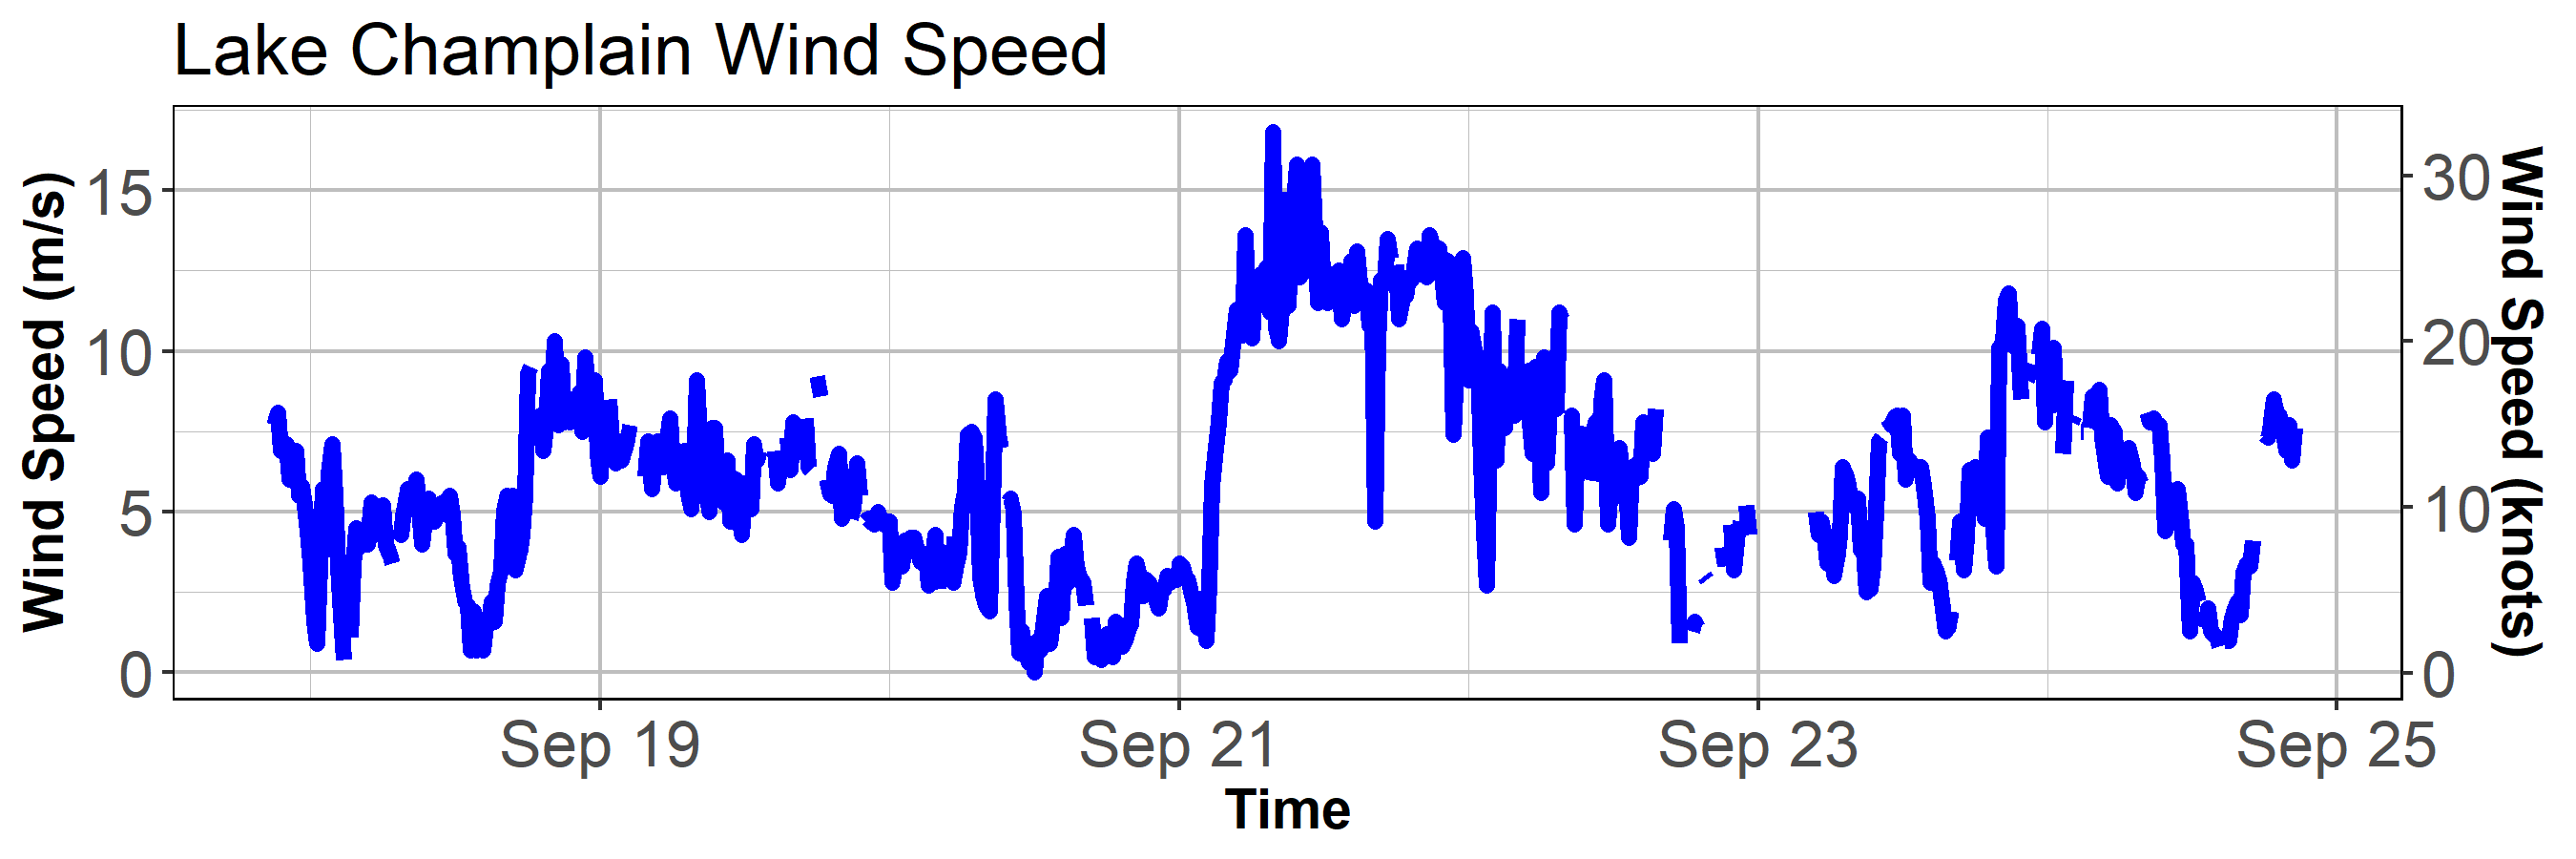 Lake Champlain Wind Speed
Wind Speed (m/s)
15
10
5
0
30
20
10
0
Wind Speed (knots)
Sep 19
Sep 21
Sep 23
Sep 25
Time